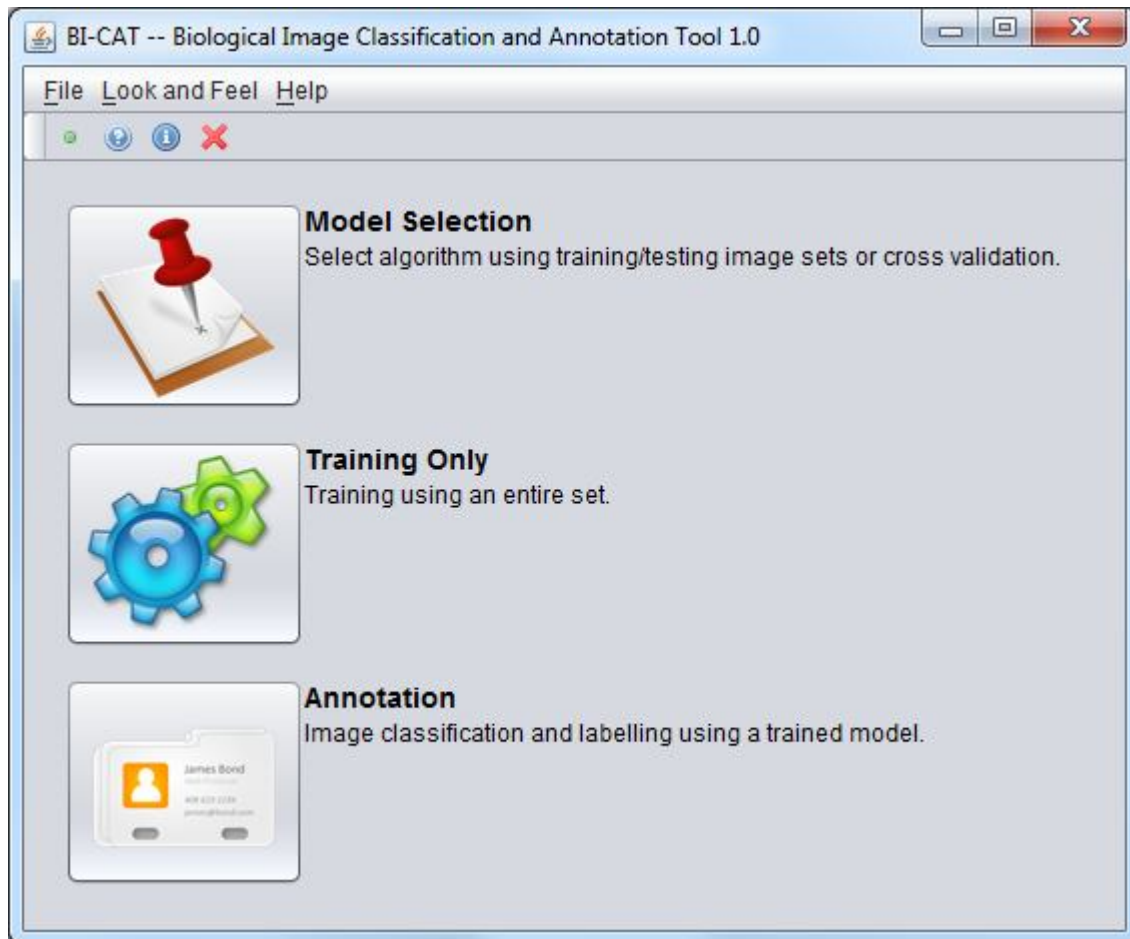 BI-CAT -- Biological Image Classification and Annotation Tool 1.0
File Look and Feel Help
Model Selection
Select algorithm using training/testing image sets or cross validation.
Training Only
Training using an entire set.
Annotation
Image classification and labelling using a trained model.
James Bond